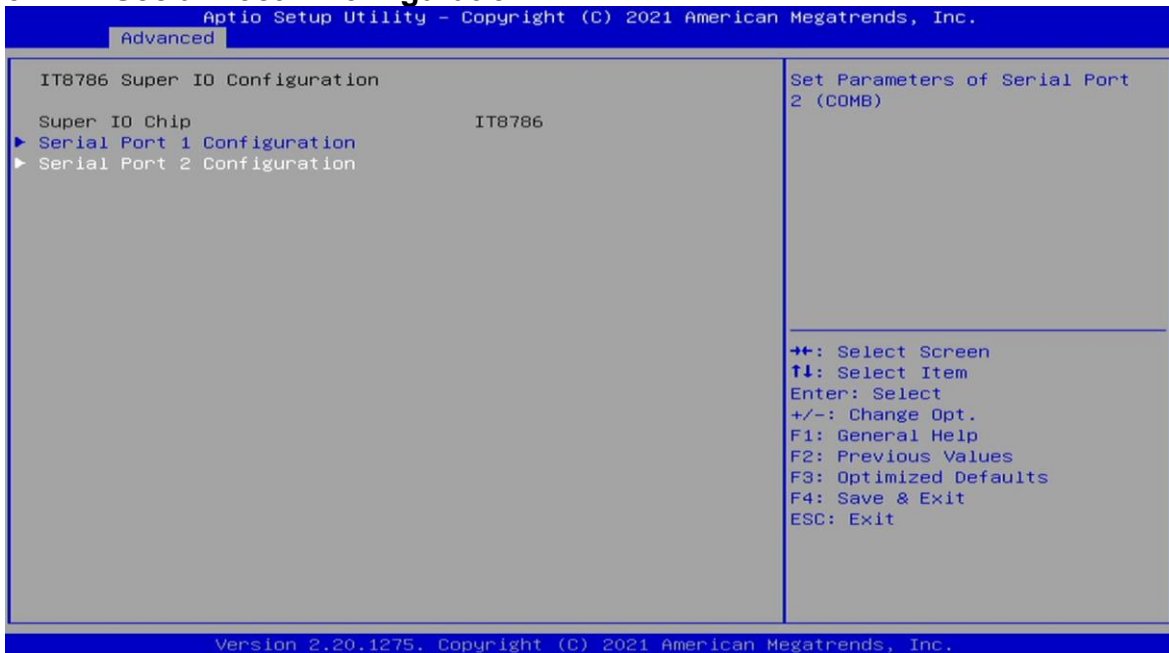 Aptio Setup Utility – Copyright (C) 2021 American Megatrends, Inc.
Advanced
IT8786 Super IO Configuration
Super IO Chip IT8786
► Serial Port 1 Configuration
► Serial Port 2 Configuration
Set Parameters of Serial Port
2 (COMB)
→←: Select Screen
↑↓: Select Item
Enter: Select
+/-: Change Opt.
F1: General Help
F2: Previous Values
F3: Optimized Defaults
F4: Save & Exit
ESC: Exit
Version 2.20.1275. Copyright (C) 2021 American Megatrends, Inc.